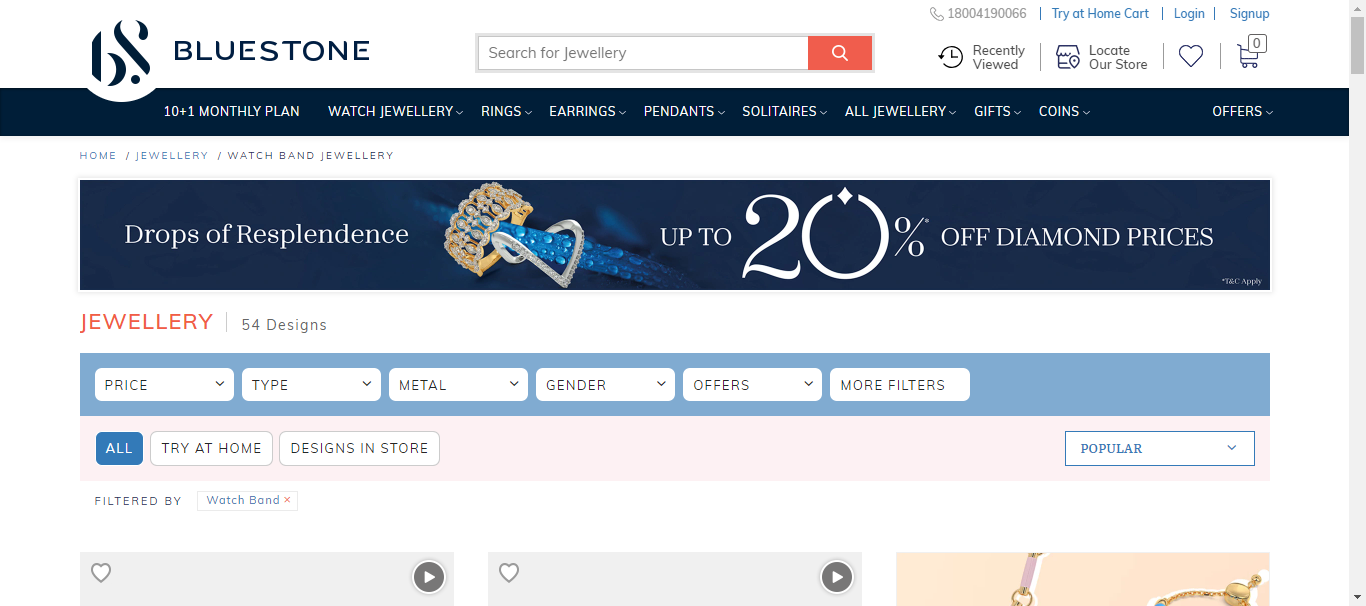 18004190066
Try at Home Cart
Login
Signup
BLUESTONE
Search for Jewellery
Recently
Viewed
Locate
Our Store
0
10+1 MONTHLY PLAN
WATCH JEWELLERY
RINGS
EARRINGS
PENDANTS
SOLITAIRES
ALL JEWELLERY
GIFTS
COINS
OFFERS
HOME / JEWELLERY / WATCH BAND JEWELLERY
Drops of Resplendence
UP TO 20%* OFF DIAMOND PRICES
*T&C Apply
JEWELLERY
54 Designs
PRICE
TYPE
METAL
GENDER
OFFERS
MORE FILTERS
ALL
TRY AT HOME
DESIGNS IN STORE
POPULAR
FILTERED BY
Watch Band ×